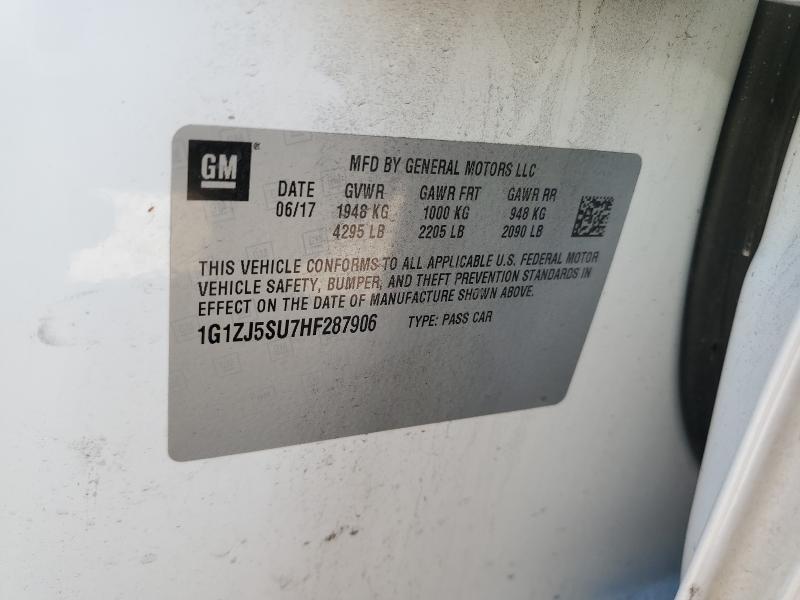 GM
MFD BY GENERAL MOTORS LLC
DATE GVWR GAWR FRT GAWR RR
06/17 1948 KG 1000 KG 948 KG
4295 LB 2205 LB 2090 LB
THIS VEHICLE CONFORMS TO ALL APPLICABLE U.S. FEDERAL MOTOR
VEHICLE SAFETY, BUMPER, AND THEFT PREVENTION STANDARDS IN
EFFECT ON THE DATE OF MANUFACTURE SHOWN ABOVE.
1G1ZJ5SU7HF287906 TYPE: PASS CAR